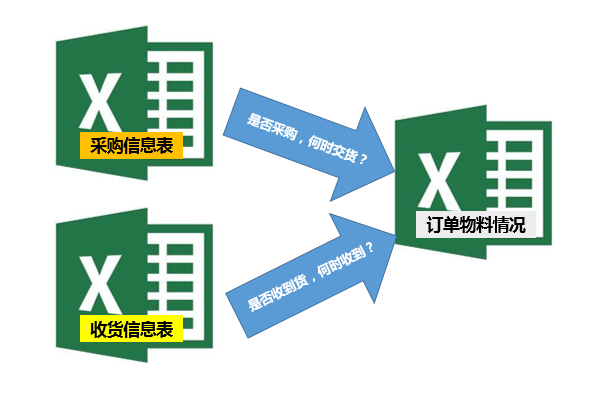 采购信息表
是否采购，何时交货？
订单物料情况
是否收到货，何时收到？
收货信息表